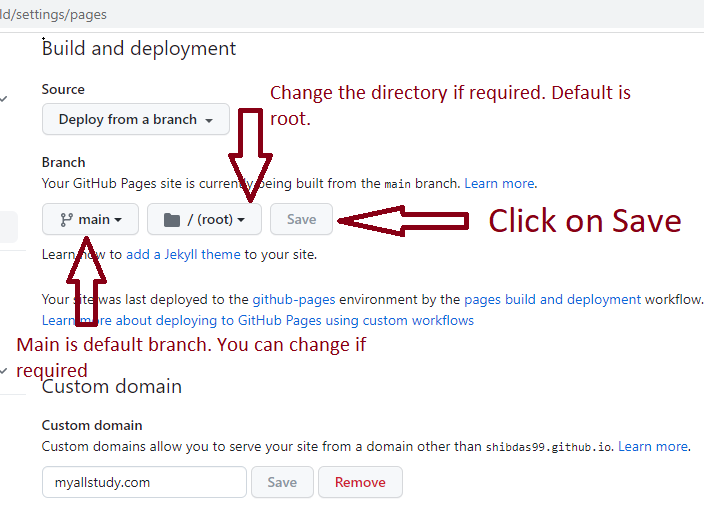 ld/settings/pages
Build and deployment
Source
Change the directory if required. Default is
root.
Deploy from a branch
Branch
Your GitHub Pages site is currently being built from the main branch. Learn more.
main
/ (root)
Save
Click on Save
Learn how to add a Jekyll theme to your site.
Your site was last deployed to the github-pages environment by the pages build and deployment workflow.
Learn more about deploying to GitHub Pages using custom workflows
Main is default branch. You can change if
required
Custom domain
Custom domain
Custom domains allow you to serve your site from a domain other than shibdas99.github.io. Learn more.
myallstudy.com
Save
Remove